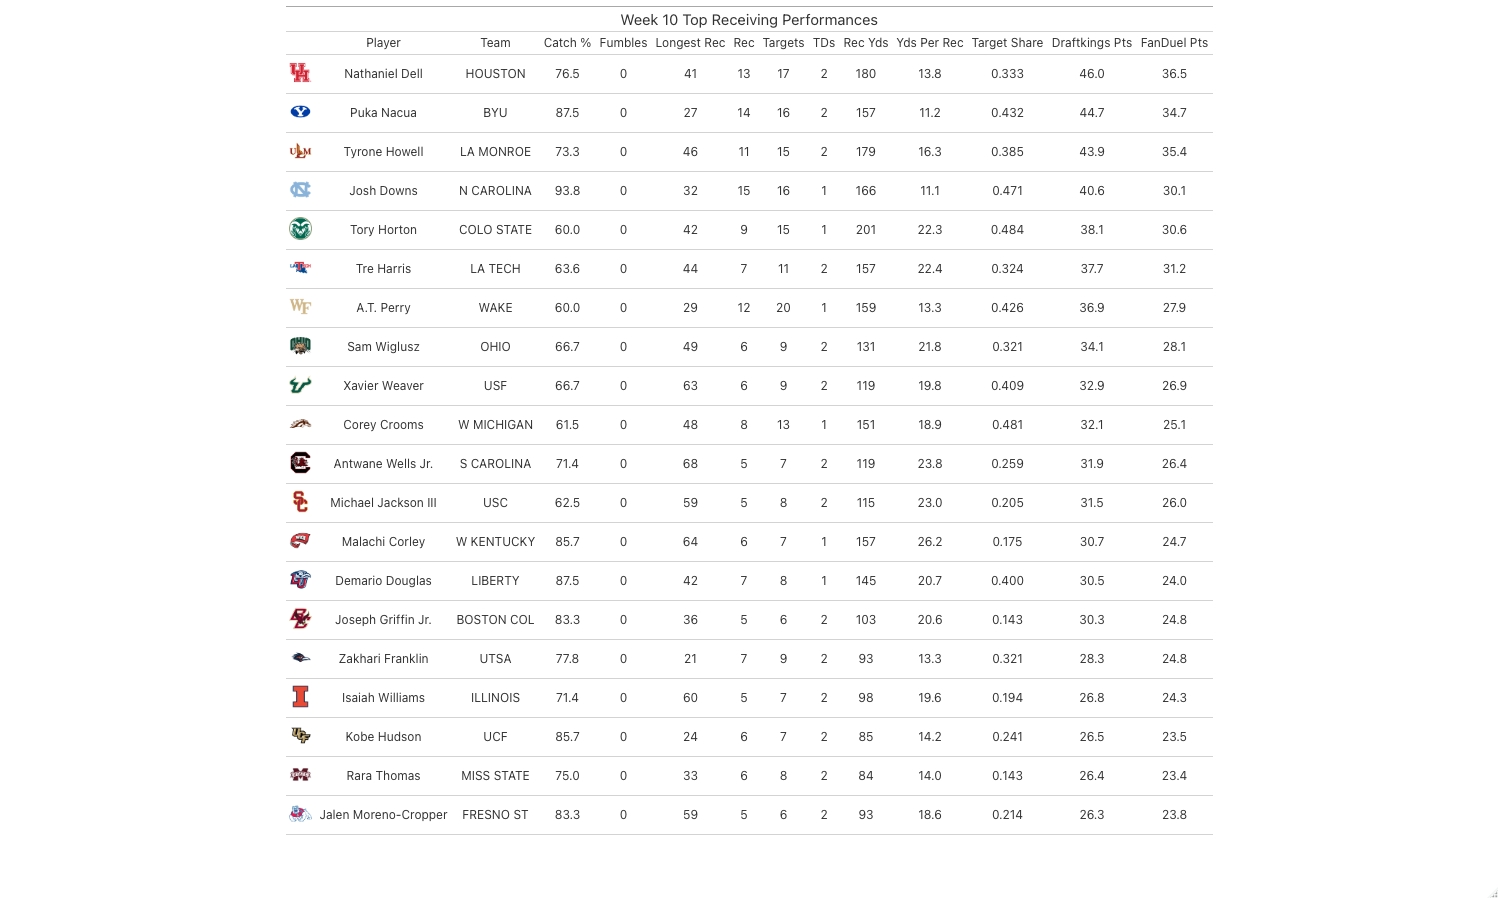 Week 10 Top Receiving Performances
Player Team Catch % Fumbles Longest Rec Rec Targets TDs Rec Yds Yds Per Rec Target Share Draftkings Pts FanDuel Pts
Nathaniel Dell HOUSTON 76.5 0 41 13 17 2 180 13.8 0.333 46.0 36.5
Puka Nacua BYU 87.5 0 27 14 16 2 157 11.2 0.432 44.7 34.7
Tyrone Howell LA MONROE 73.3 0 46 11 15 2 179 16.3 0.385 43.9 35.4
Josh Downs N CAROLINA 93.8 0 32 15 16 1 166 11.1 0.471 40.6 30.1
Tory Horton COLO STATE 60.0 0 42 9 15 1 201 22.3 0.484 38.1 30.6
Tre Harris LA TECH 63.6 0 44 7 11 2 157 22.4 0.324 37.7 31.2
A.T. Perry WAKE 60.0 0 29 12 20 1 159 13.3 0.426 36.9 27.9
Sam Wiglusz OHIO 66.7 0 49 6 9 2 131 21.8 0.321 34.1 28.1
Xavier Weaver USF 66.7 0 63 6 9 2 119 19.8 0.409 32.9 26.9
Corey Crooms W MICHIGAN 61.5 0 48 8 13 1 151 18.9 0.481 32.1 25.1
Antwane Wells Jr. S CAROLINA 71.4 0 68 5 7 2 119 23.8 0.259 31.9 26.4
Michael Jackson III USC 62.5 0 59 5 8 2 115 23.0 0.205 31.5 26.0
Malachi Corley W KENTUCKY 85.7 0 64 6 7 1 157 26.2 0.175 30.7 24.7
Demario Douglas LIBERTY 87.5 0 42 7 8 1 145 20.7 0.400 30.5 24.0
Joseph Griffin Jr. BOSTON COL 83.3 0 36 5 6 2 103 20.6 0.143 30.3 24.8
Zakhari Franklin UTSA 77.8 0 21 7 9 2 93 13.3 0.321 28.3 24.8
Isaiah Williams ILLINOIS 71.4 0 60 5 7 2 98 19.6 0.194 26.8 24.3
Kobe Hudson UCF 85.7 0 24 6 7 2 85 14.2 0.241 26.5 23.5
Rara Thomas MISS STATE 75.0 0 33 6 8 2 84 14.0 0.143 26.4 23.4
Jalen Moreno-Cropper FRESNO ST 83.3 0 59 5 6 2 93 18.6 0.214 26.3 23.8